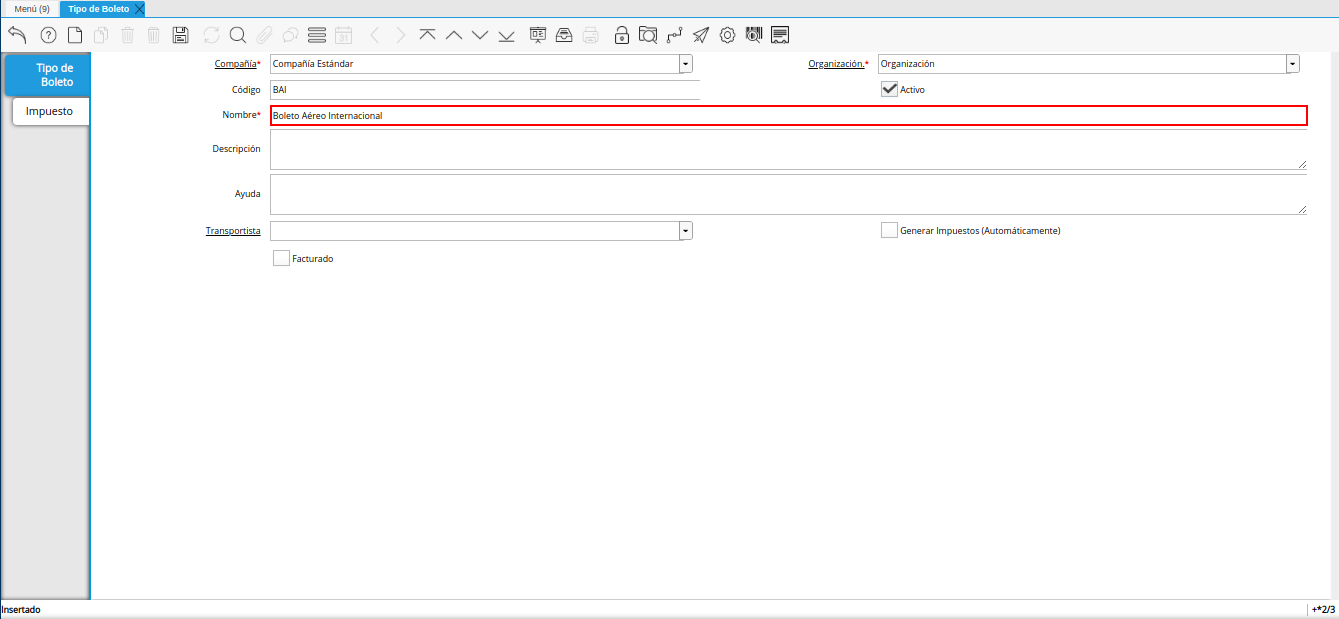 Menú (9)
Tipo de Boleto
31
Tipo de
Boleto
Impuesto
Compañía*
Compañía Estándar
Organización.*
Organización
Código
BAI
Activo
Nombre*
Boleto Aéreo Internacional
Descripción
Ayuda
Transportista
Generar Impuestos (Automáticamente)
Facturado
Insertado
+*2/3